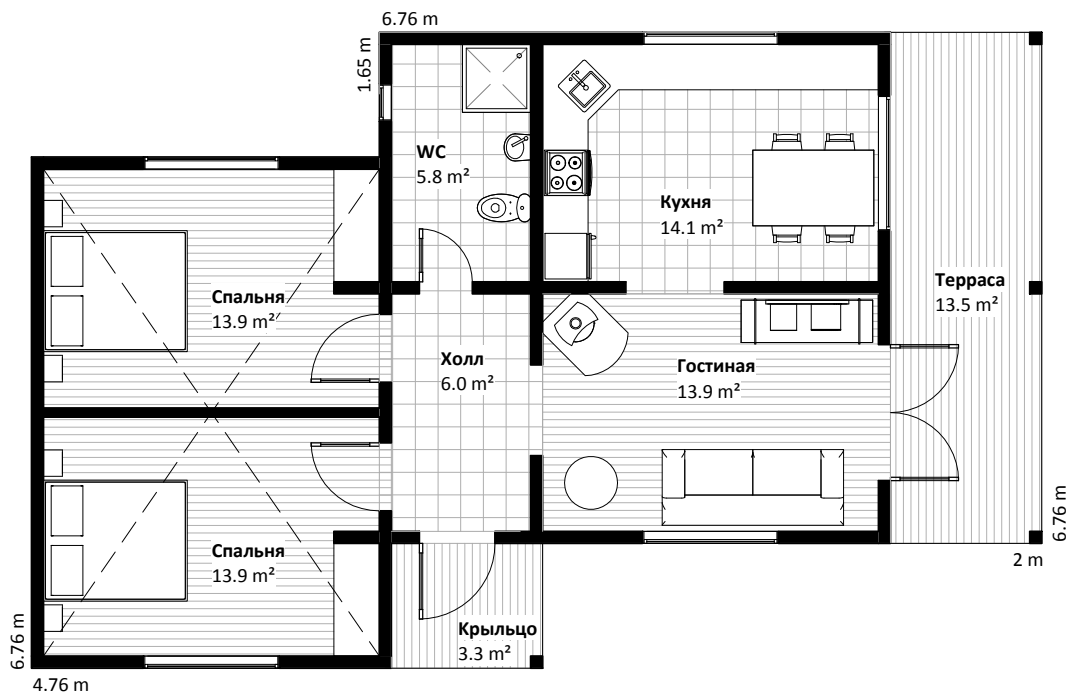 6.76 m
1.65 m
WC
5.8 m²
Кухня
14.1 m²
Терраса
13.5 m²
Спальня
13.9 m²
Холл
6.0 m²
Гостиная
13.9 m²
Спальня
13.9 m²
Крыльцо
3.3 m²
6.76 m
2 m
6.76 m
4.76 m